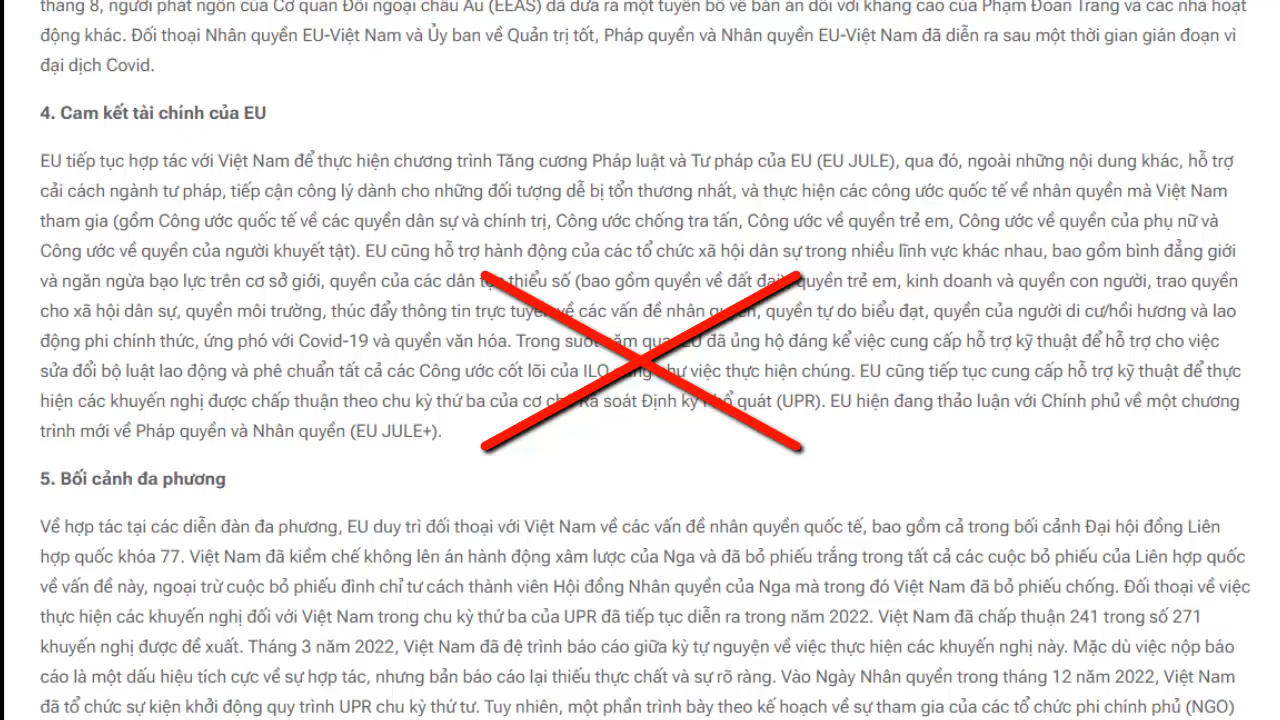 tháng 8, người phát ngôn của Cơ quan Đối ngoại châu Âu (EEAS) đã đưa ra một tuyên bố về bản án đối với kháng cáo của Phạm Đoan Trang và các nhà hoạt
động khác. Đối thoại Nhân quyền EU-Việt Nam và Ủy ban về Quản trị tốt, Pháp quyền và Nhân quyền EU-Việt Nam đã diễn ra sau một thời gian gián đoạn vì
đại dịch Covid.
4. Cam kết tài chính của EU
EU tiếp tục hợp tác với Việt Nam để thực hiện chương trình Tăng cương Pháp luật và Tư pháp của EU (EU JULE), qua đó, ngoài những nội dung khác, hỗ trợ
cải cách ngành tư pháp, tiếp cận công lý dành cho những đối tượng dễ bị tổn thương nhất, và thực hiện các công ước quốc tế về nhân quyền mà Việt Nam
tham gia (gồm Công ước quốc tế về các quyền dân sự và chính trị, Công ước chống tra tấn, Công ước về quyền trẻ em, Công ước về quyền của phụ nữ và
Công ước về quyền của người khuyết tật). EU cũng hỗ trợ hành động của các tổ chức xã hội dân sự trong nhiều lĩnh vực khác nhau, bao gồm bình đẳng giới
và ngăn ngừa bạo lực trên cơ sở giới, quyền của các dân tộc thiểu số (bao gồm quyền về đất đai), quyền trẻ em, kinh doanh và quyền con người, trao quyền
cho xã hội dân sự, quyền môi trường, thúc đẩy thông tin trực tuyến về các vấn đề nhân quyền, quyền tự do biểu đạt, quyền của người di cư/hồi hương và lao
động phi chính thức, ứng phó với Covid-19 và quyền văn hóa. Trong suốt năm qua, EU đã ủng hộ đáng kể việc cung cấp hỗ trợ kỹ thuật để hỗ trợ cho việc
sửa đổi bộ luật lao động và phê chuẩn tất cả các Công ước cốt lõi của ILO cũng như việc thực hiện chúng. EU cũng tiếp tục cung cấp hỗ trợ kỹ thuật để thực
hiện các khuyến nghị được chấp thuận theo chu kỳ thứ ba của cơ chế Rà soát Định kỳ Phổ quát (UPR). EU hiện đang thảo luận với Chính phủ về một chương
trình mới về Pháp quyền và Nhân quyền (EU JULE+).
5. Bối cảnh đa phương
Về hợp tác tại các diễn đàn đa phương, EU duy trì đối thoại với Việt Nam về các vấn đề nhân quyền quốc tế, bao gồm cả trong bối cảnh Đại hội đồng Liên
hợp quốc khóa 77. Việt Nam đã kiềm chế không lên án hành động xâm lược của Nga và đã bỏ phiếu trắng trong tất cả các cuộc bỏ phiếu của Liên hợp quốc
về vấn đề này, ngoại trừ cuộc bỏ phiếu đình chỉ tư cách thành viên Hội đồng Nhân quyền của Nga mà trong đó Việt Nam đã bỏ phiếu chống. Đối thoại về việc
thực hiện các khuyến nghị đối với Việt Nam trong chu kỳ thứ ba của UPR đã tiếp tục diễn ra trong năm 2022. Việt Nam đã chấp thuận 241 trong số 271
khuyến nghị được đề xuất. Tháng 3 năm 2022, Việt Nam đã đệ trình báo cáo giữa kỳ tự nguyện về việc thực hiện các khuyến nghị này. Mặc dù việc nộp báo
cáo là một dấu hiệu tích cực về sự hợp tác, nhưng bản báo cáo lại thiếu thực chất và sự rõ ràng. Vào Ngày Nhân quyền trong tháng 12 năm 2022, Việt Nam
đã tổ chức sự kiện khởi động quy trình UPR chu kỳ thứ tư. Tuy nhiên, một phần trình bày theo kế hoạch về sự tham gia của các tổ chức phi chính phủ (NGO)